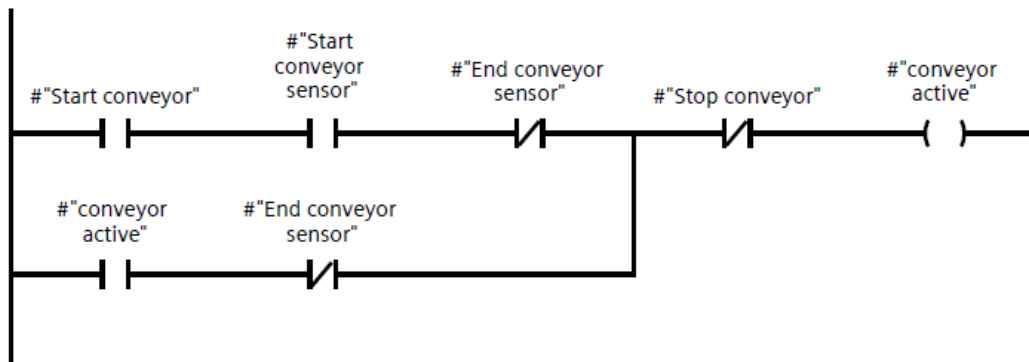 #"Start conveyor"
#"Start
conveyor
sensor"
#"End conveyor
sensor"
#"Stop conveyor"
#"conveyor
active"
#"conveyor
active"
#"End conveyor
sensor"